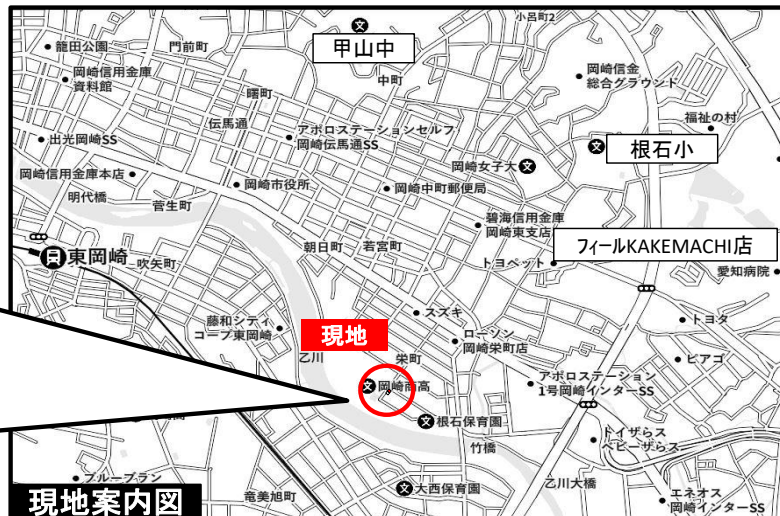 小呂町2
龍田公園
門前町
甲山中
岡崎信用金庫
資料館
中町
岡崎信金
総合グラウンド
曙町
伝馬通
福祉の村
出光岡崎SS
アポロステーションセルフ
岡崎伝馬通SS
根石小
岡崎女子大
岡崎信用金庫本店
岡崎市役所
岡崎中町郵便局
明代橋
菅生町
碧海信用金庫
岡崎東支店
フィールKAKEMACHI店
朝日町
若宮町
東岡崎
吹矢町
トヨペット
愛知病院
スズキ
トヨタ
藤和シティ
コープ東岡崎
現地
ローソン
岡崎栄町店
乙川
栄町
ピアゴ
岡崎商高
アポロステーション
1号岡崎インターSS
根石保育園
トイザらス
ベビーザらス
竹橋
ブループラン
大西保育園
乙川大橋
竜美旭町
エネオス
岡崎インターSS
現地案内図